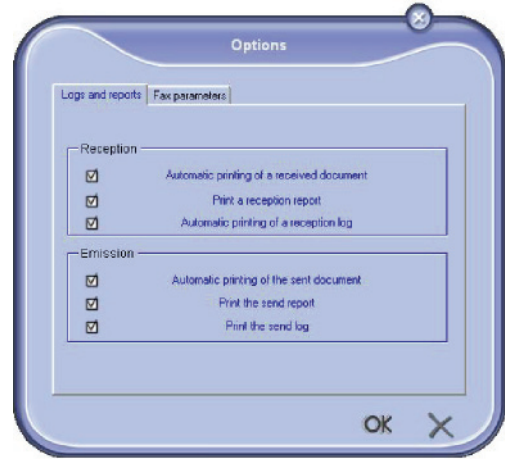 Options
Logs and reports
Fax parameters
Reception
Automatic printing of a received document
Print a reception report
Automatic printing of a reception log
Emission
Automatic printing of the sent document
Print the send report
Print the send log
OK